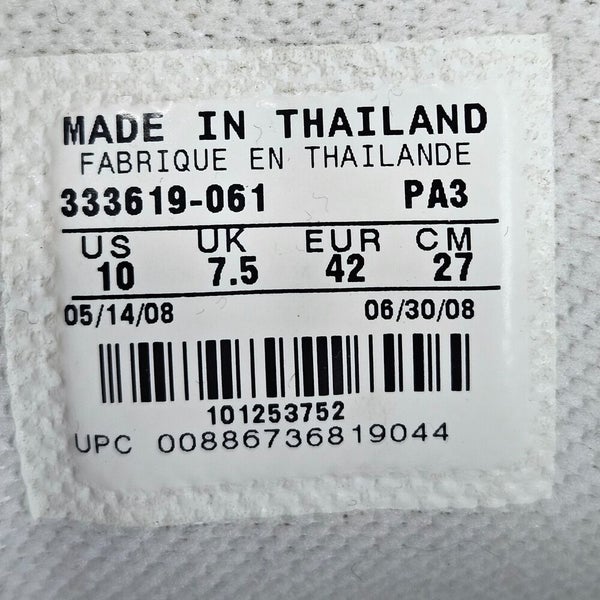 MADE IN THAILAND
FABRIQUE EN THAILANDE
333619-061 PA3
US UK EUR CM
10 7.5 42 27
05/14/08 06/30/08
101253752
UPC 00886736819044